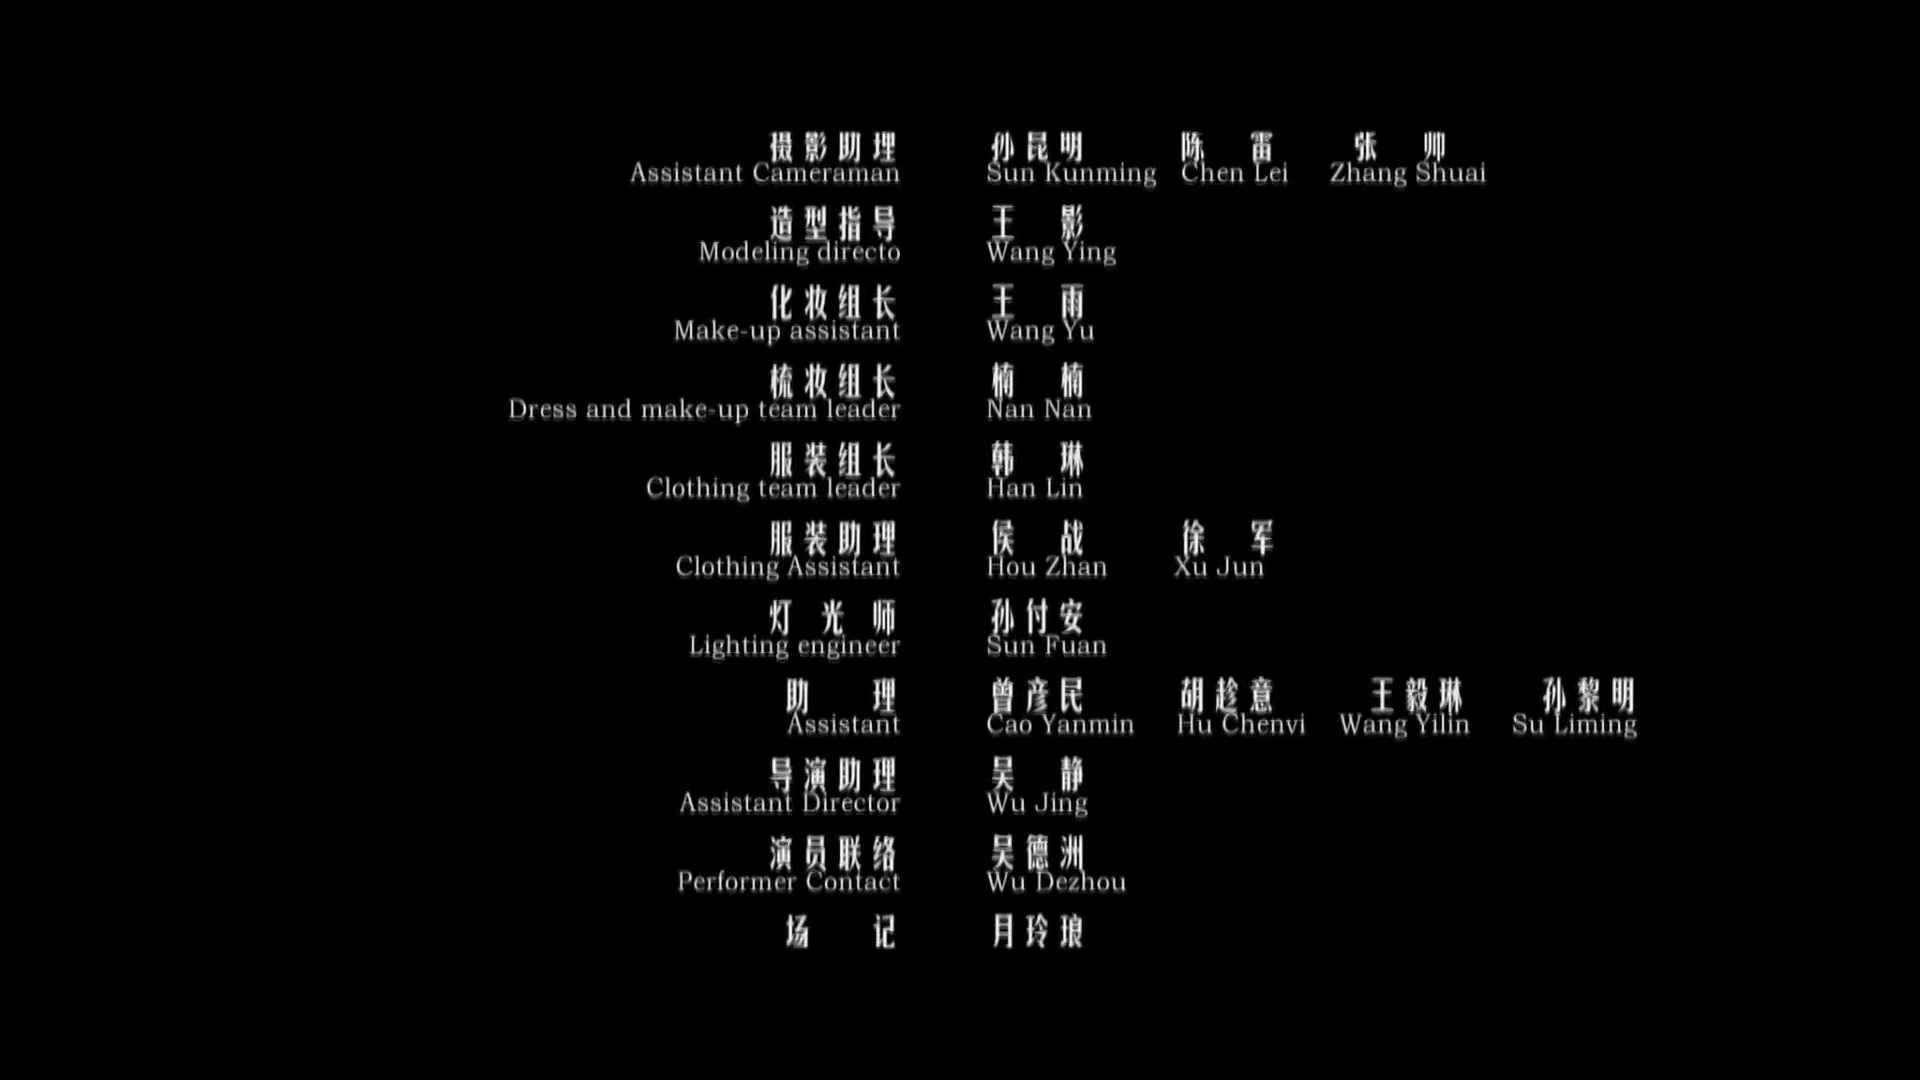 摄影助理 孙昆明 陈雷 张帅
Assistant Cameraman Sun Kunming Chen Lei Zhang Shuai
造型指导 王影
Modeling directo Wang Ying
化妆组长 王雨
Make-up assistant Wang Yu
梳妆组长 楠楠
Dress and make-up team leader Nan Nan
服装组长 韩琳
Clothing team leader Han Lin
服装助理 侯战 徐军
Clothing Assistant Hou Zhan Xu Jun
灯光师 孙付安
Lighting engineer Sun Fuan
助理 曾彦民 胡趁意 王毅琳 孙黎明
Assistant Cao Yanmin Hu Chenvi Wang Yilin Su Liming
导演助理 吴静
Assistant Director Wu Jing
演员联络 吴德洲
Performer Contact Wu Dezhou
场记 月玲琅